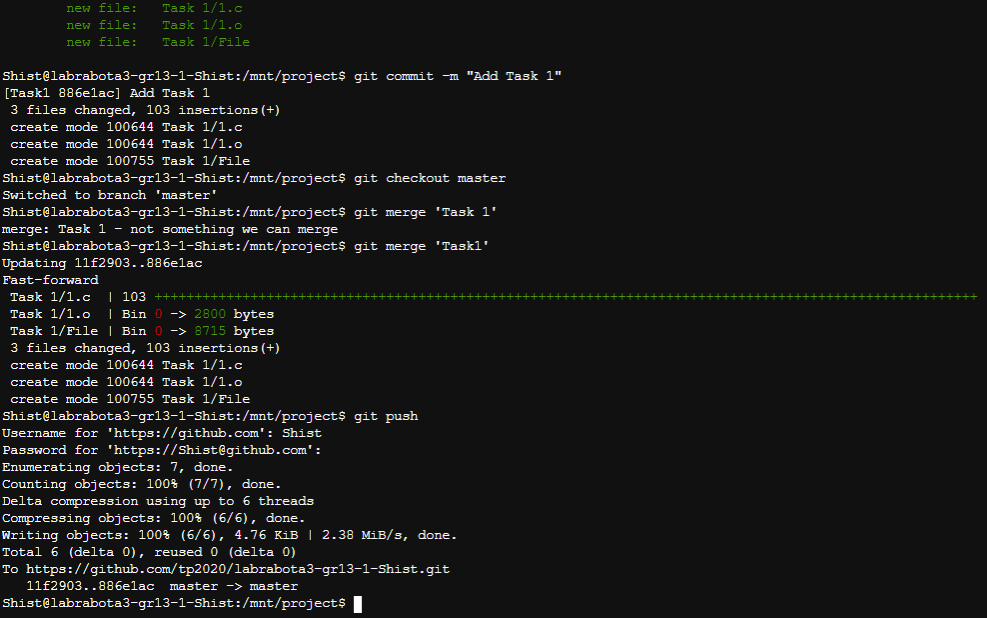 new file:   Task 1/1.c
new file:   Task 1/1.o
new file:   Task 1/File
Shist@labrabota3-gr13-1-Shist:/mnt/project$ git commit -m "Add Task 1"
[Task1 886e1ac] Add Task 1
 3 files changed, 103 insertions(+)
 create mode 100644 Task 1/1.c
 create mode 100644 Task 1/1.o
 create mode 100755 Task 1/File
Shist@labrabota3-gr13-1-Shist:/mnt/project$ git checkout master
Switched to branch 'master'
Shist@labrabota3-gr13-1-Shist:/mnt/project$ git merge 'Task 1'
merge: Task 1 - not something we can merge
Shist@labrabota3-gr13-1-Shist:/mnt/project$ git merge 'Task1'
Updating 11f2903..886e1ac
Fast-forward
 Task 1/1.c  | 103 +++++++++++++++++++++++++++++++++++++++++++++++++++++++++++++++++++++++++++++++++++++++++++++++++++++++
 Task 1/1.o  | Bin 0 -> 2800 bytes
 Task 1/File | Bin 0 -> 8715 bytes
 3 files changed, 103 insertions(+)
 create mode 100644 Task 1/1.c
 create mode 100644 Task 1/1.o
 create mode 100755 Task 1/File
Shist@labrabota3-gr13-1-Shist:/mnt/project$ git push
Username for 'https://github.com': Shist
Password for 'https://Shist@github.com':
Enumerating objects: 7, done.
Counting objects: 100% (7/7), done.
Delta compression using up to 6 threads
Compressing objects: 100% (6/6), done.
Writing objects: 100% (6/6), 4.76 KiB | 2.38 MiB/s, done.
Total 6 (delta 0), reused 0 (delta 0)
To https://github.com/tp2020/labrabota3-gr13-1-Shist.git
   11f2903..886e1ac  master -> master
Shist@labrabota3-gr13-1-Shist:/mnt/project$